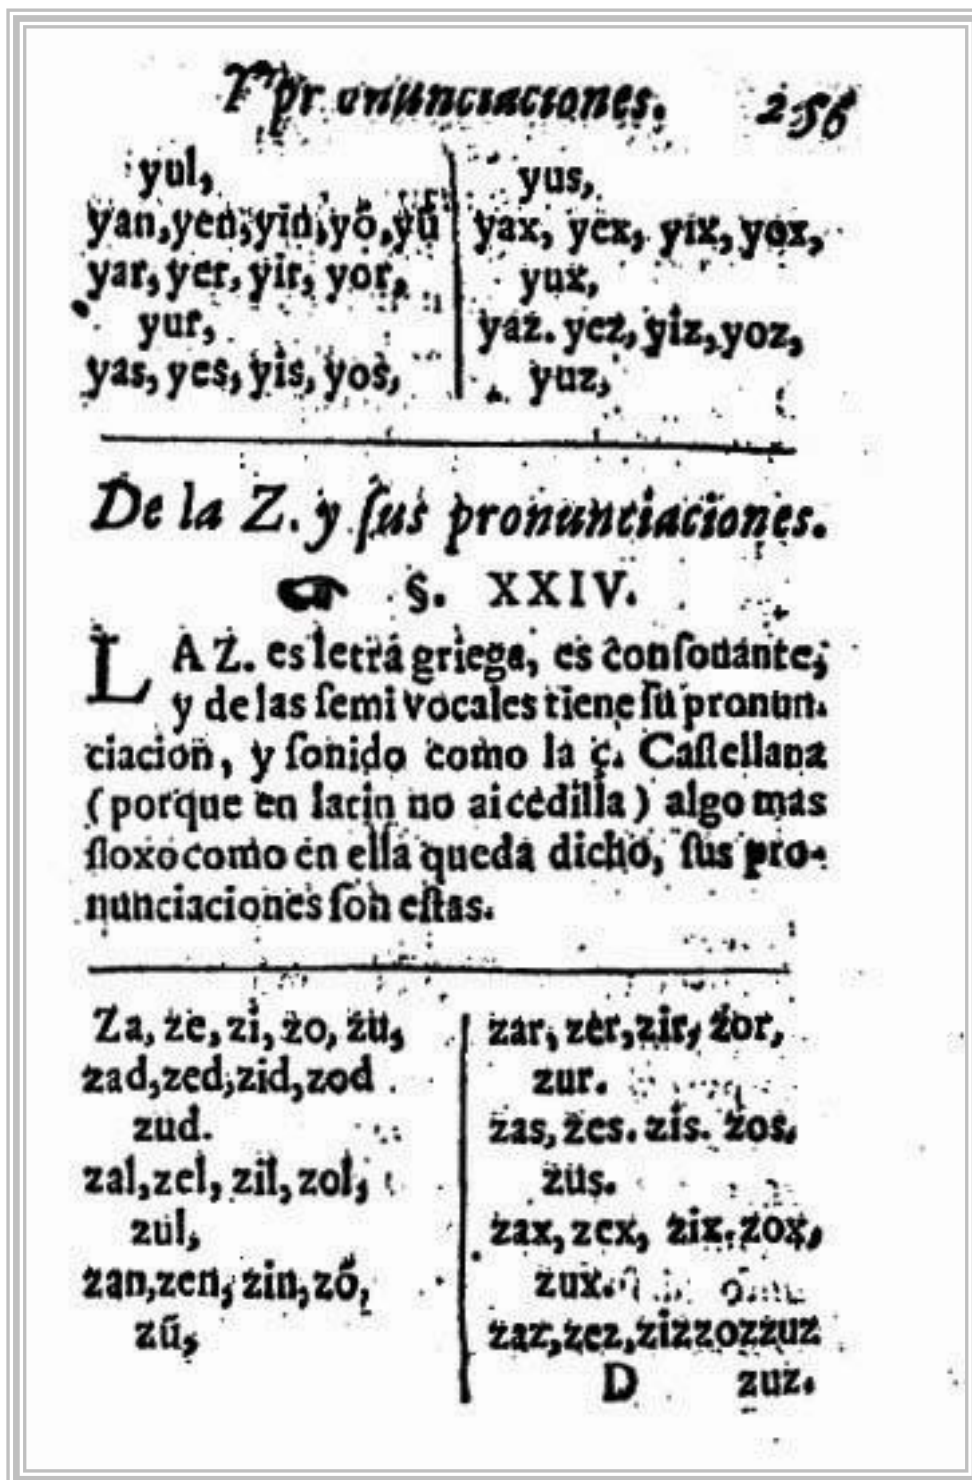 Y pronunciaciones. 256
yul,
yan, yen, yin, yõ, yũ
yar, yer, yir, yor,
yur,
yas, yes, yis, yos,
yus,
yax, yex, yix, yox,
yux,
yaz. yez, yiz, yoz,
yuz,
De la Z. y ſus pronunciaciones.
☞ §. XXIV.
LA Z. es letra griega, es conſonante,
y de las ſemi vocales tiene ſu pronun-
ciacion, y ſonido como la ç. Caſtellana
(porque en latin no ai cedilla) algo mas
floxo como en ella queda dicho, ſus pro-
nunciaciones ſon eſtas.
Za, ze, zi, zo, zu,
zad, zed, zid, zod
zud.
zal, zel, zil, zol,
zul,
zan, zen, zin, zõ,
zũ,
zar, zer, zir, zor,
zur.
zas, zes. zis. zos.
zus.
zax, zex, zix. zox,
zux.
zaz, zez, zizzozzuz
D zuz.